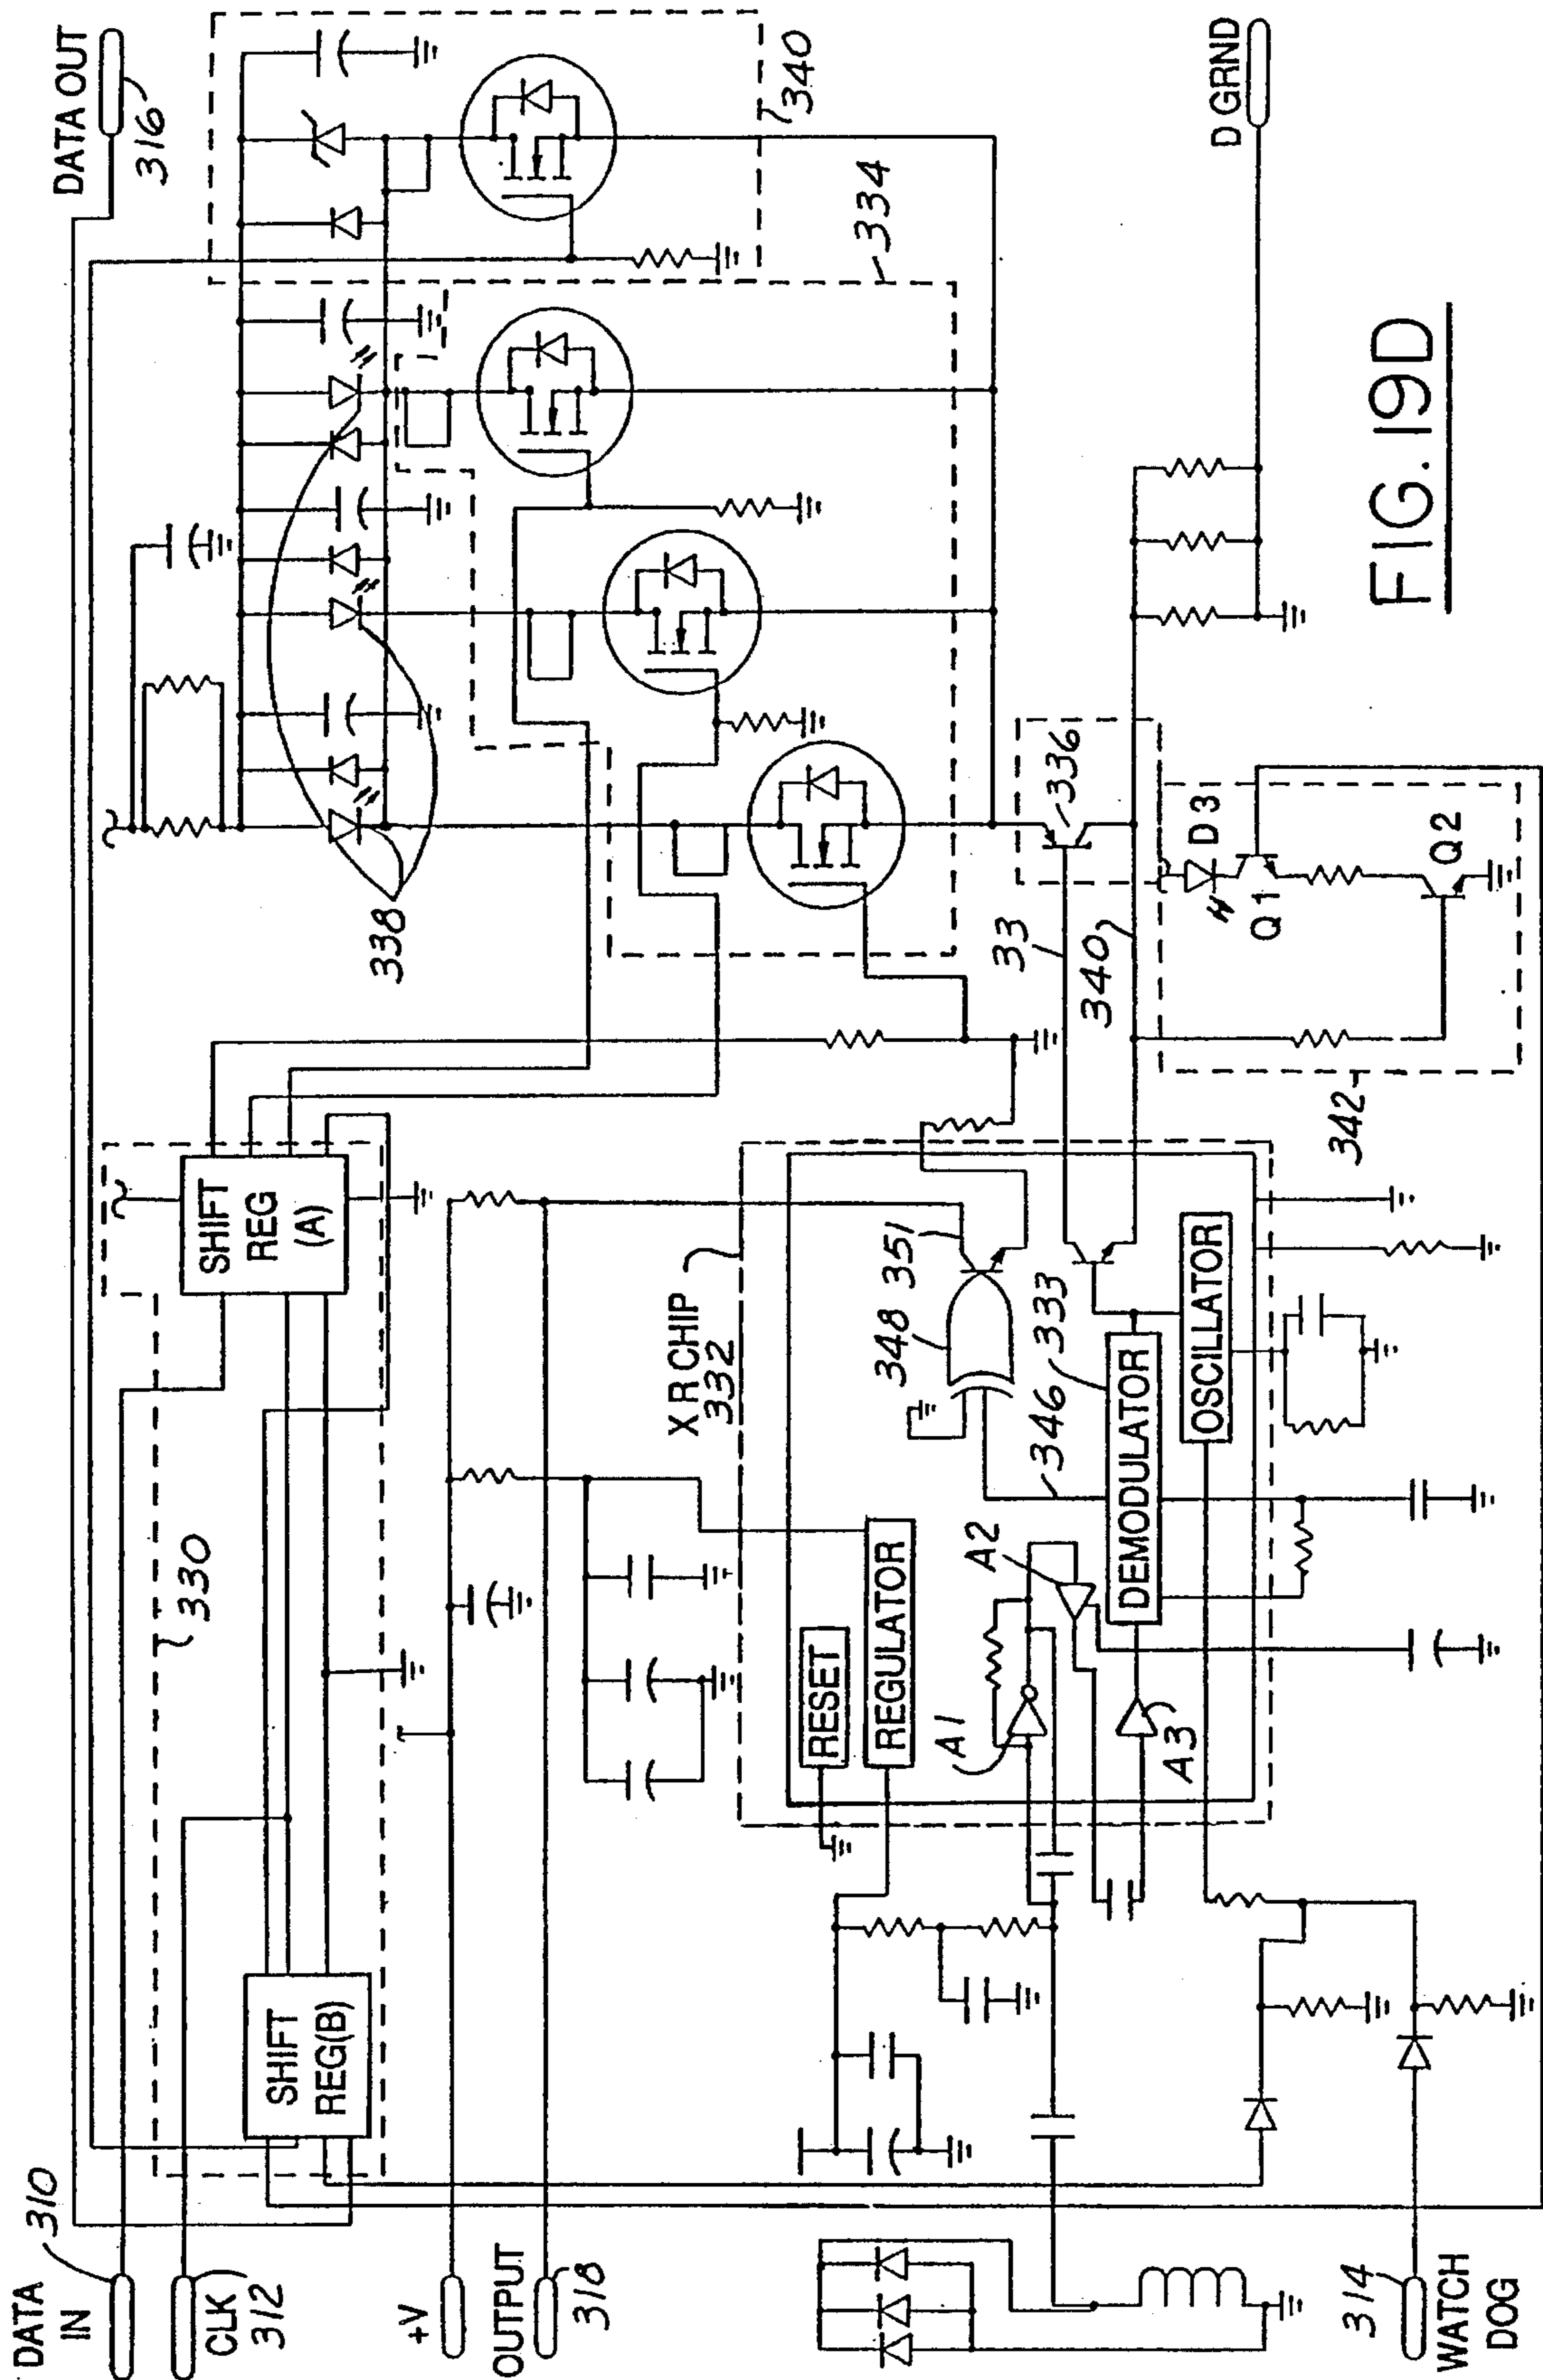 DATA IN
310
CLK
312
+V
OUTPUT
318
314
WATCH DOG
SHIFT REG(B)
330
SHIFT REG (A)
DATA OUT
316
340
334
338
336
33
340
D3
Q1
Q2
342
D GRND
X R CHIP
332
RESET
REGULATOR
A1
A2
A3
DEMODULATOR
OSCILLATOR
346
333
348
351
FIG. 19D